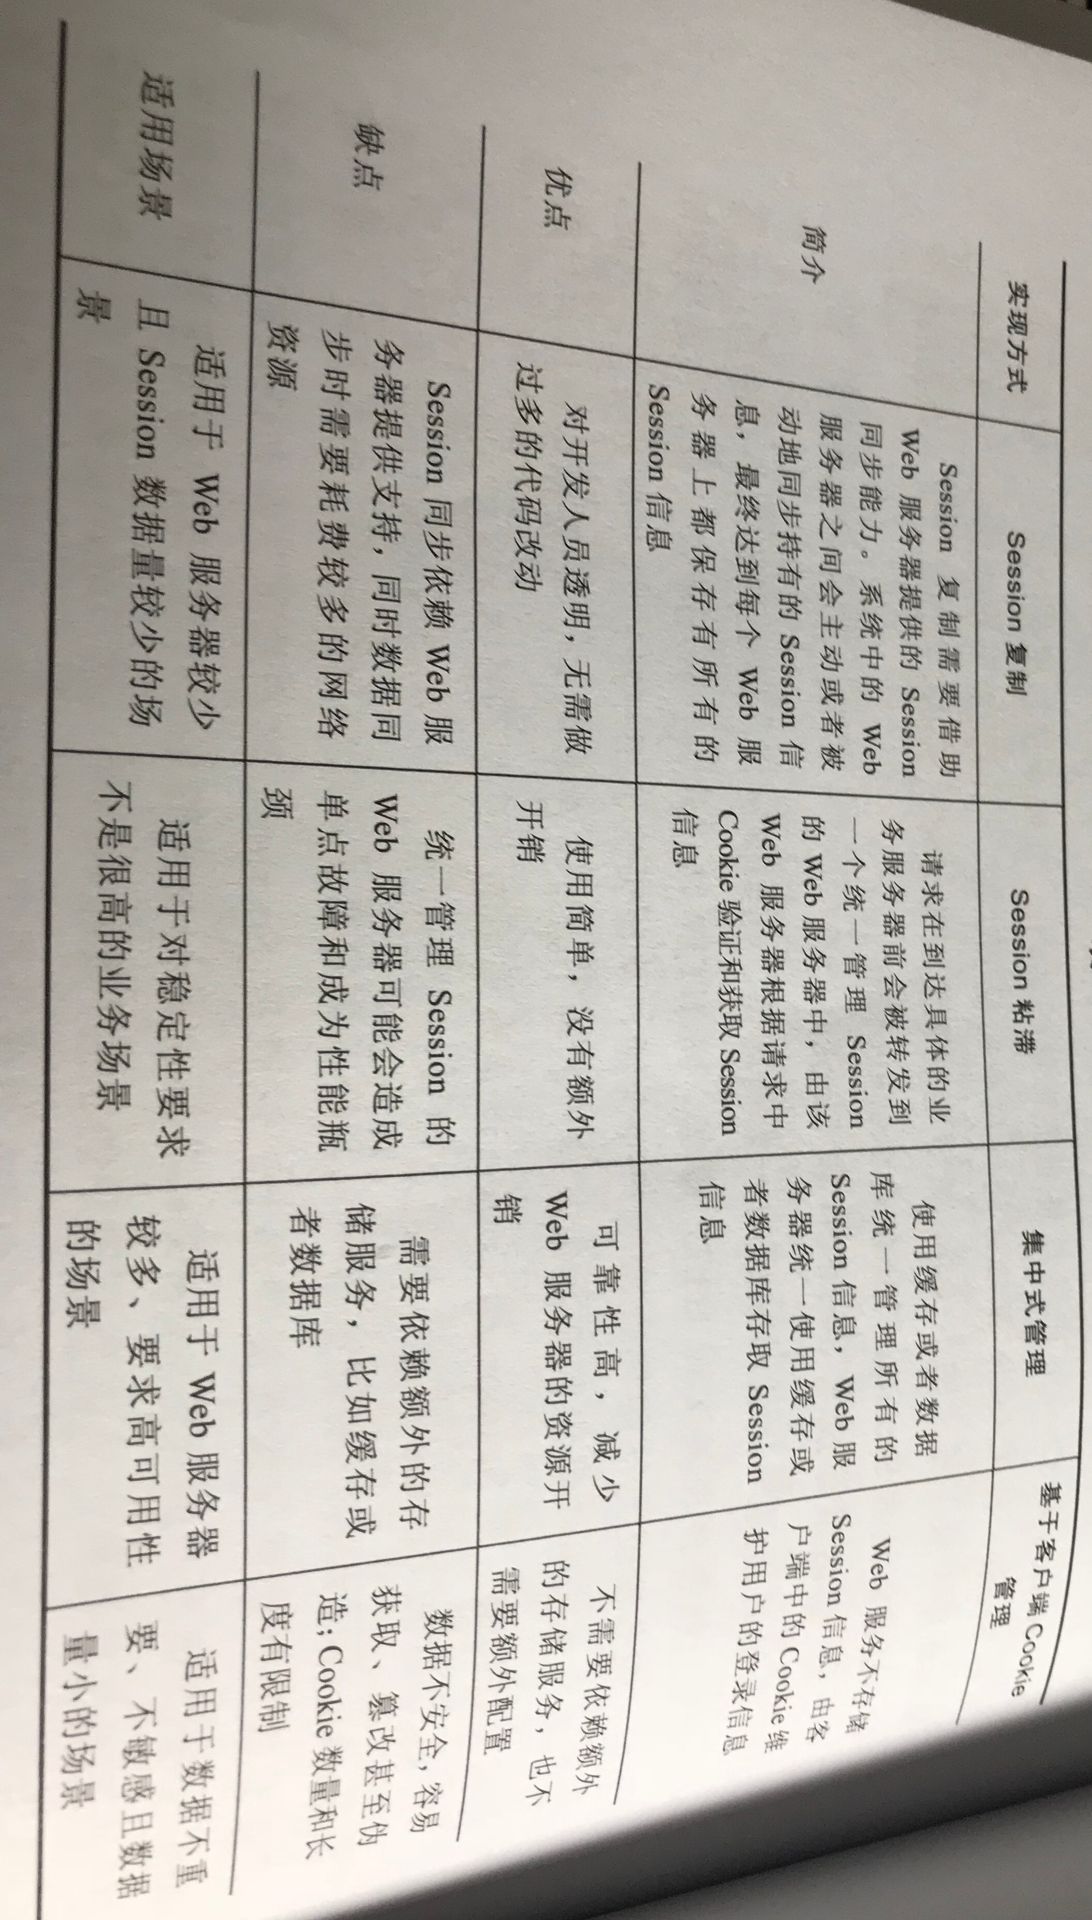 实现方式
Session 复制
Session 粘滞
集中式管理
基于客户端 Cookie
管理
简介
Session 复制需要借助
Web 服务器提供的 Session
同步能力。系统中的 Web
服务器之间会主动或者被
动地同步持有的 Session 信
息，最终达到每个 Web 服
务器上都保存有所有的
Session 信息
请求在到达具体的业
务服务器前会被转发到
一个统一管理 Session
的 Web 服务器中，由该
Web 服务器根据请求中
Cookie 验证和获取 Session
信息
使用缓存或者数据
库统一管理所有的
Session 信息，Web 服
务器统一使用缓存或
者数据库存取 Session
信息
Web 服务不存储
Session 信息，由客
户端中的 Cookie 维
护用户的登录信息
优点
对开发人员透明，无需做
过多的代码改动
使用简单，没有额外
开销
可靠性高，减少
Web 服务器的资源开
销
不需要依赖额外
的存储服务，也不
需要额外配置
缺点
Session 同步依赖 Web 服
务器提供支持，同时数据同
步时需要耗费较多的网络
资源
统一管理 Session 的
Web 服务器可能会造成
单点故障和成为性能瓶
颈
需要依赖额外的存
储服务，比如缓存或
者数据库
数据不安全，容易
获取、篡改甚至伪
造；Cookie 数量和长
度有限制
适用场景
适用于 Web 服务器较少
且 Session 数据量较少的场
景
适用于对稳定性要求
不是很高的业务场景
适用于 Web 服务器
较多、要求高可用性
的场景
适用于数据不重
要、不敏感且数据
量小的场景